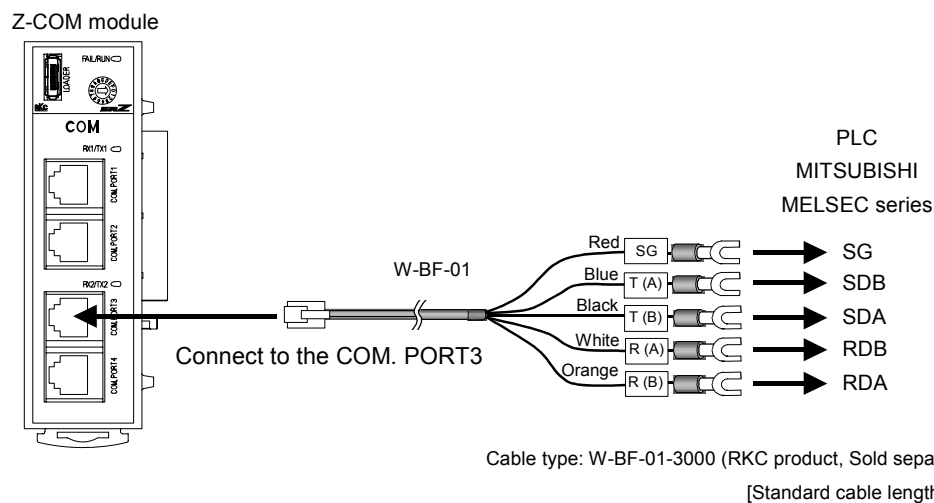 Z-COM module
FAIL/RUN
LOADER
RKC
COM
RX1/TX1
COM.PORT1
COM.PORT2
RX2/TX2
COM.PORT3
COM.PORT4
Connect to the COM. PORT3
W-BF-01
Red
SG
Blue
T (A)
Black
T (B)
White
R (A)
Orange
R (B)
PLC
MITSUBISHI
MELSEC series
SG
SDB
SDA
RDB
RDA
Cable type: W-BF-01-3000 (RKC product, Sold sepa
[Standard cable length